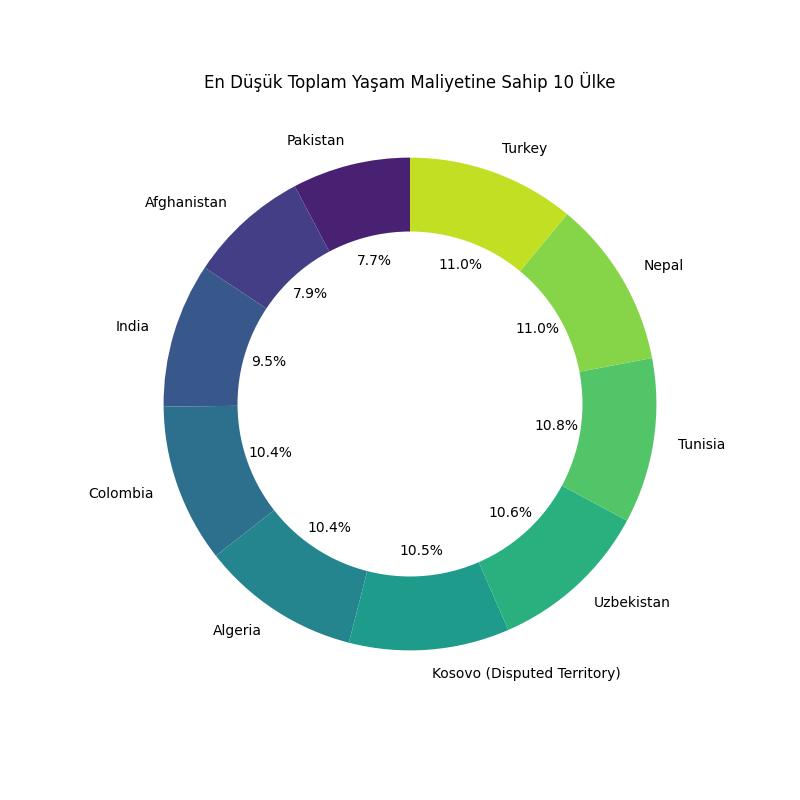 En Düşük Toplam Yaşam Maliyetine Sahip 10 Ülke
Pakistan
7.7%
Afghanistan
7.9%
India
9.5%
Colombia
10.4%
Algeria
10.4%
Kosovo (Disputed Territory)
10.5%
Uzbekistan
10.6%
Tunisia
10.8%
Nepal
11.0%
Turkey
11.0%